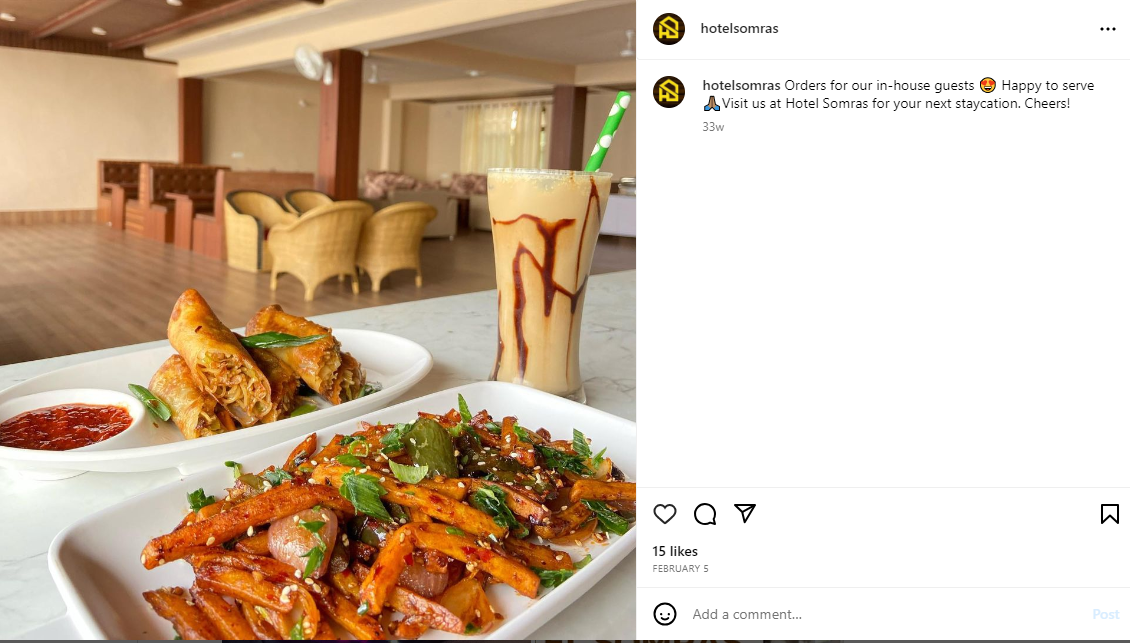 hotelsomras
hotelsomras Orders for our in-house guests 🤩 Happy to serve
🙏🏽Visit us at Hotel Somras for your next staycation. Cheers!
33w
15 likes
FEBRUARY 5
Add a comment...
Post